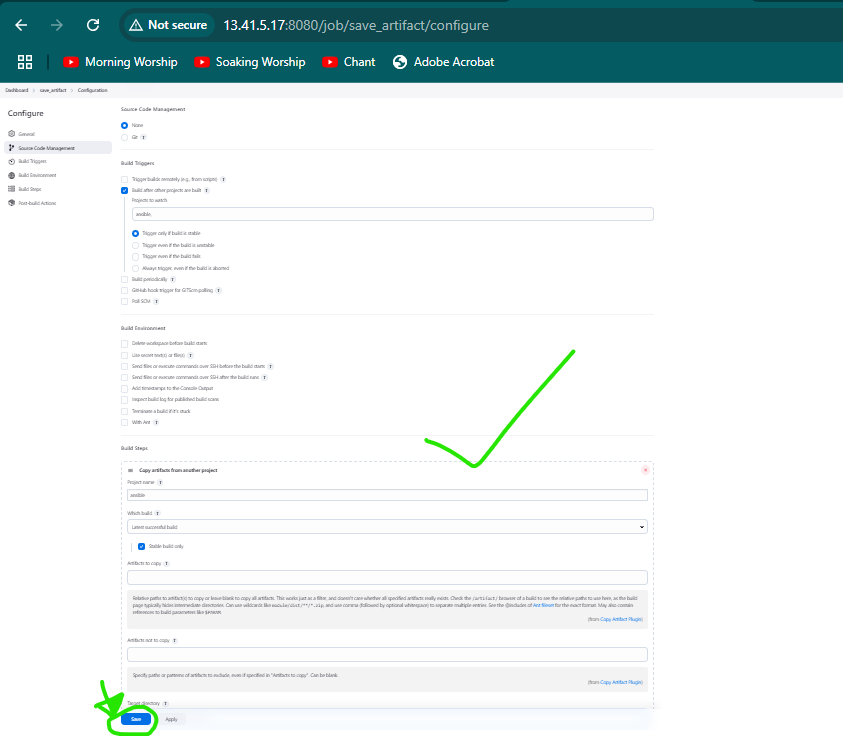 Not secure 13.41.5.17:8080/job/save_artifact/configure
Morning Worship Soaking Worship Chant Adobe Acrobat
Dashboard > save_artifact > Configuration
Configure
General
Source Code Management
Build Triggers
Build Environment
Build Steps
Post-build Actions
Source Code Management
None
Git ?
Build Triggers
Trigger builds remotely (e.g., from scripts) ?
Build after other projects are built ?
Projects to watch
ansible,
Trigger only if build is stable
Trigger even if the build is unstable
Trigger even if the build fails
Always trigger, even if the build is aborted
Build periodically ?
GitHub hook trigger for GITScm polling ?
Poll SCM ?
Build Environment
Delete workspace before build starts
Use secret text(s) or file(s) ?
Send files or execute commands over SSH before the build starts ?
Send files or execute commands over SSH after the build runs ?
Add timestamps to the Console Output
Inspect build log for published build scans
Terminate a build if it's stuck
With Ant ?
Build Steps
Copy artifacts from another project
Project name ?
ansible
Which build ?
Latest successful build
Stable build only
Artifacts to copy ?
Relative paths to artifact(s) to copy or leave blank to copy all artifacts. This works just as a filter, and doesn't care whether all specified artifacts really exists. Check the /artifact/ browser of a build to see the relative paths to use here, as the build
page typically hides intermediate directories. Can use wildcards like module/dist/**/*.zip, and use comma (followed by optional whitespace) to separate multiple entries. See the @includes of Ant fileset for the exact format. May also contain
references to build parameters like $PARAM.
(from Copy Artifact Plugin)
Artifacts not to copy ?
Specify paths or patterns of artifacts to exclude, even if specified in "Artifacts to copy". Can be blank.
(from Copy Artifact Plugin)
Target directory ?
Save Apply